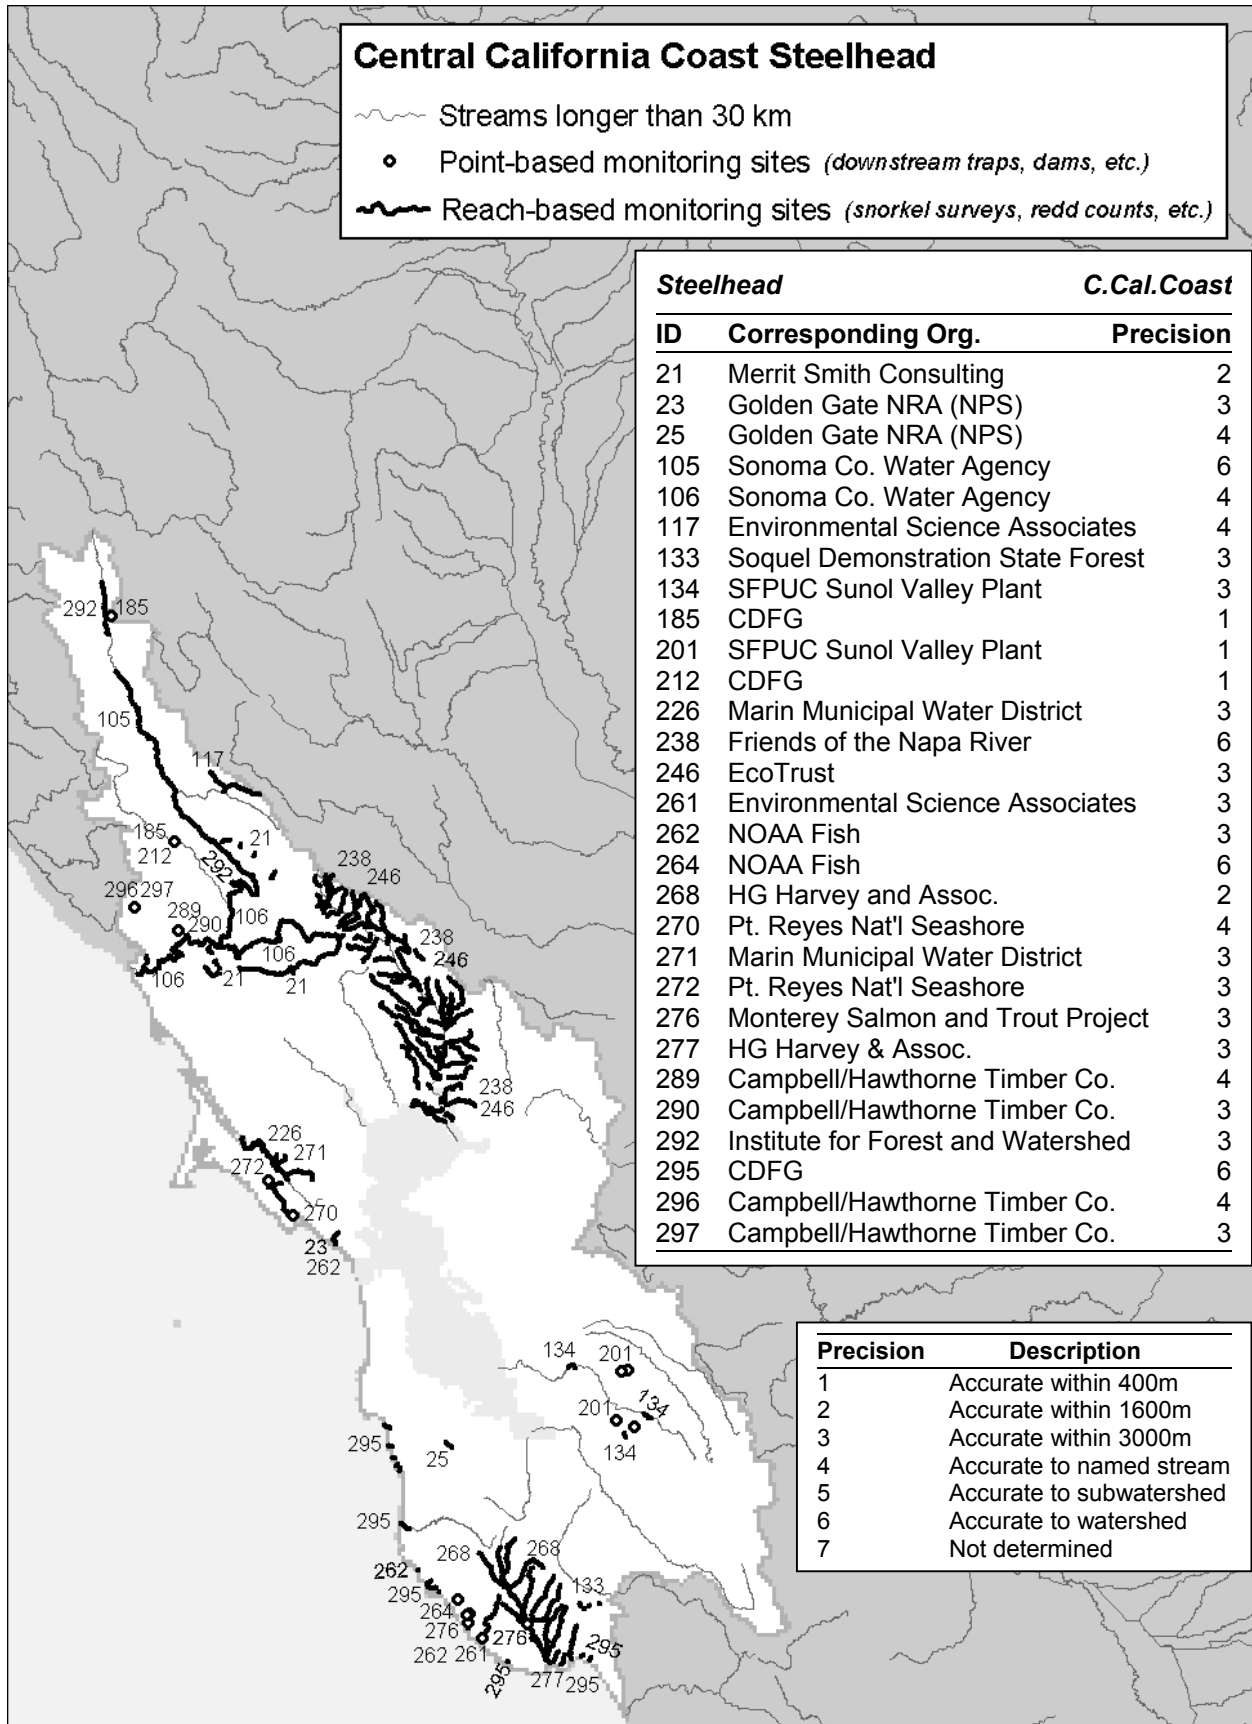 Central California Coast Steelhead
Streams longer than 30 km
Point-based monitoring sites (downstream traps, dams, etc.)
Reach-based monitoring sites (snorkel surveys, redd counts, etc.)
Steelhead C.Cal.Coast
ID Corresponding Org. Precision
21 Merrit Smith Consulting 2
23 Golden Gate NRA (NPS) 3
25 Golden Gate NRA (NPS) 4
105 Sonoma Co. Water Agency 6
106 Sonoma Co. Water Agency 4
117 Environmental Science Associates 4
133 Soquel Demonstration State Forest 3
134 SFPUC Sunol Valley Plant 3
185 CDFG 1
201 SFPUC Sunol Valley Plant 1
212 CDFG 1
226 Marin Municipal Water District 3
238 Friends of the Napa River 6
246 EcoTrust 3
261 Environmental Science Associates 3
262 NOAA Fish 3
264 NOAA Fish 6
268 HG Harvey and Assoc. 2
270 Pt. Reyes Nat'l Seashore 4
271 Marin Municipal Water District 3
272 Pt. Reyes Nat'l Seashore 3
276 Monterey Salmon and Trout Project 3
277 HG Harvey & Assoc. 3
289 Campbell/Hawthorne Timber Co. 4
290 Campbell/Hawthorne Timber Co. 3
292 Institute for Forest and Watershed 3
295 CDFG 6
296 Campbell/Hawthorne Timber Co. 4
297 Campbell/Hawthorne Timber Co. 3
Precision Description
1 Accurate within 400m
2 Accurate within 1600m
3 Accurate within 3000m
4 Accurate to named stream
5 Accurate to subwatershed
6 Accurate to watershed
7 Not determined
292 185
105
117
185
212
21
292
238
246
296 297
289
290
106
106
238
246
106
21
21
238
246
226
271
272
270
23
262
134
201
134
201
134
295
25
295
268
268
262
295
133
264
276
276
262
261
295
295
277
295